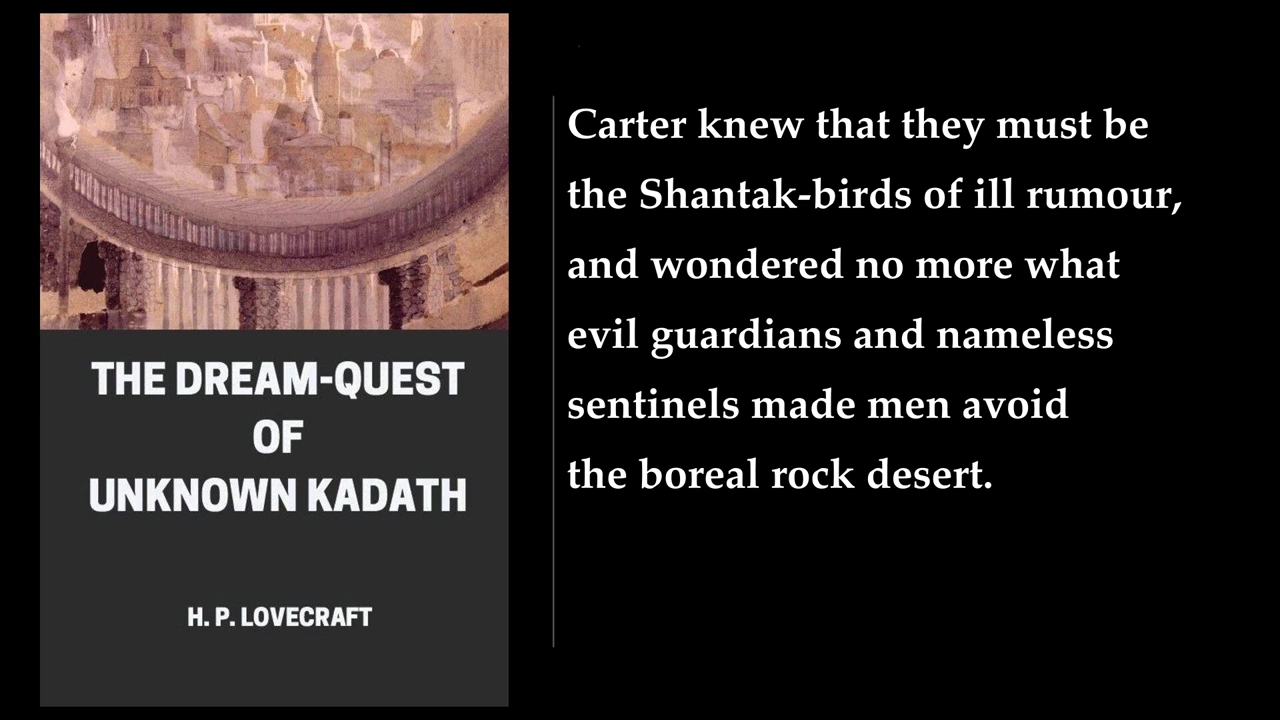 THE DREAM-QUEST
OF
UNKNOWN KADATH
H. P. LOVECRAFT
Carter knew that they must be
the Shantak-birds of ill rumour,
and wondered no more what
evil guardians and nameless
sentinels made men avoid
the boreal rock desert.